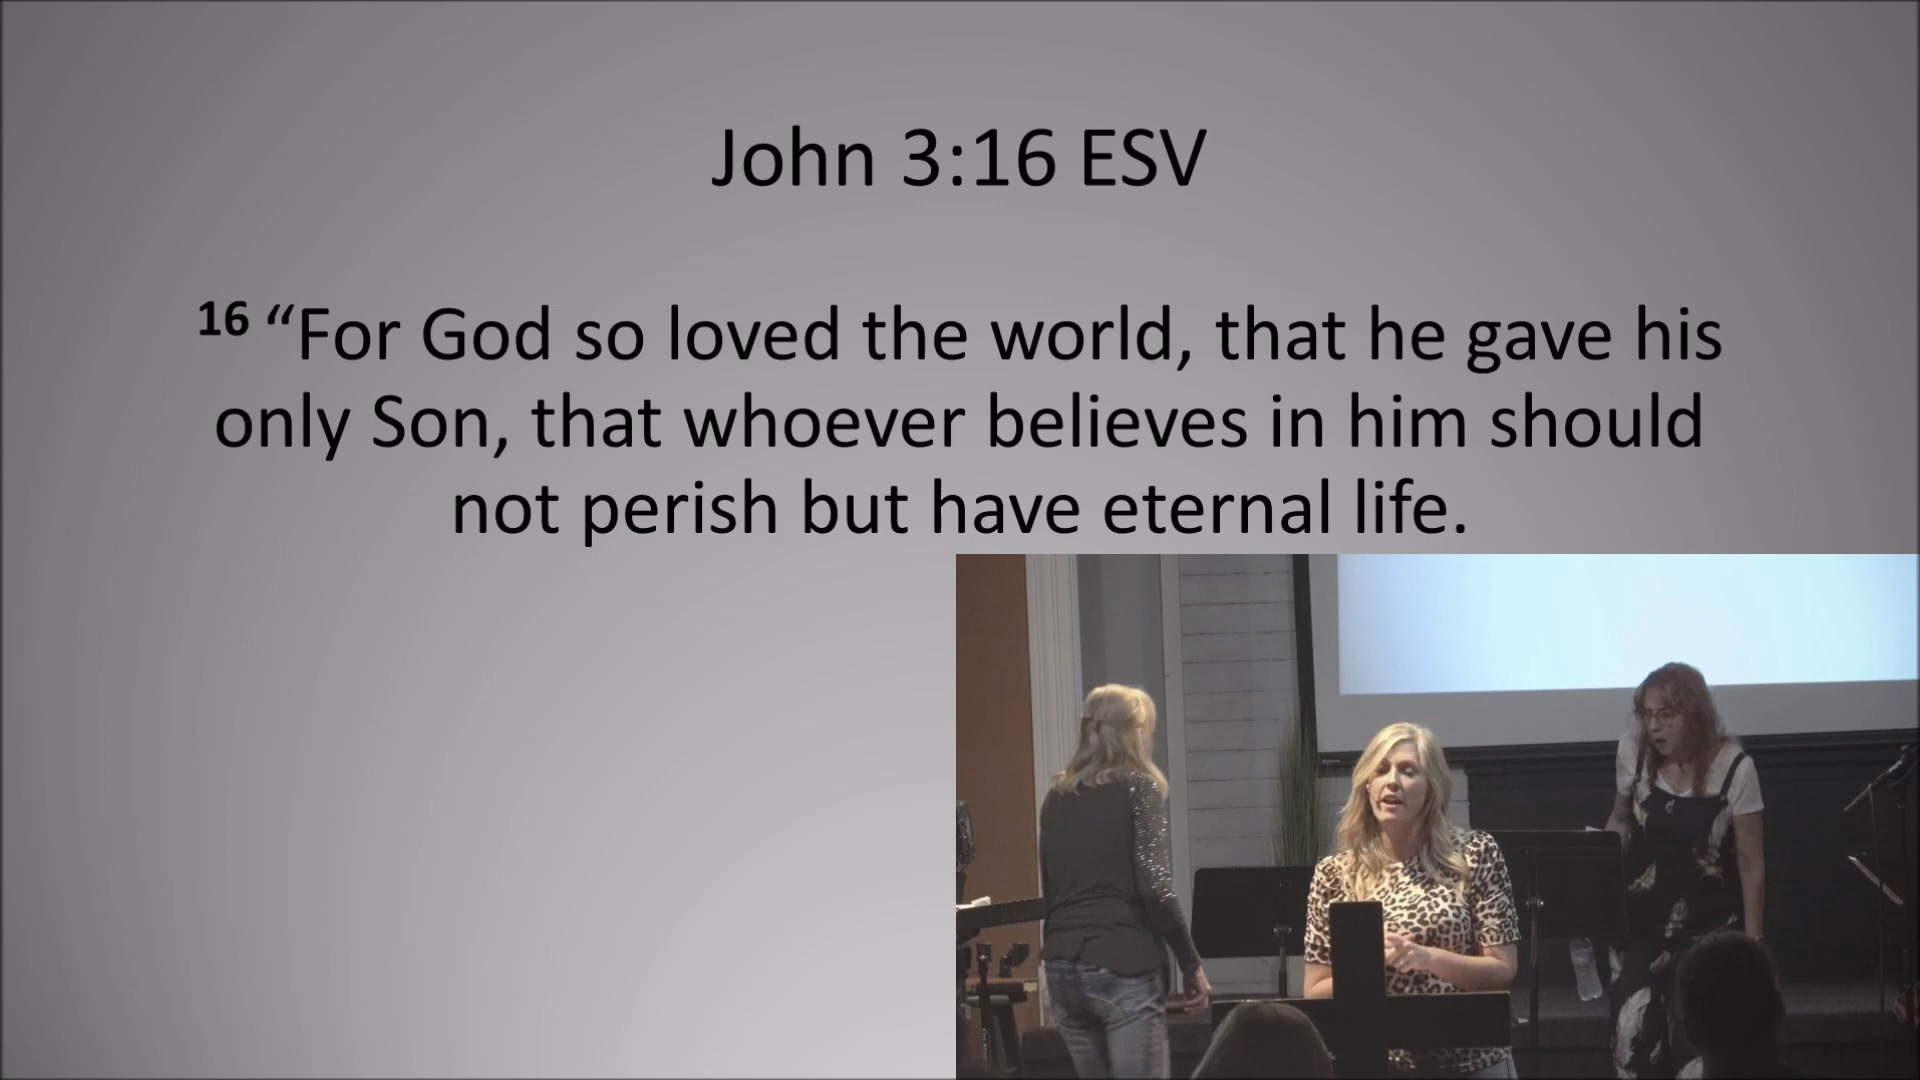 John 3:16 ESV
16 “For God so loved the world, that he gave his
only Son, that whoever believes in him should
not perish but have eternal life.